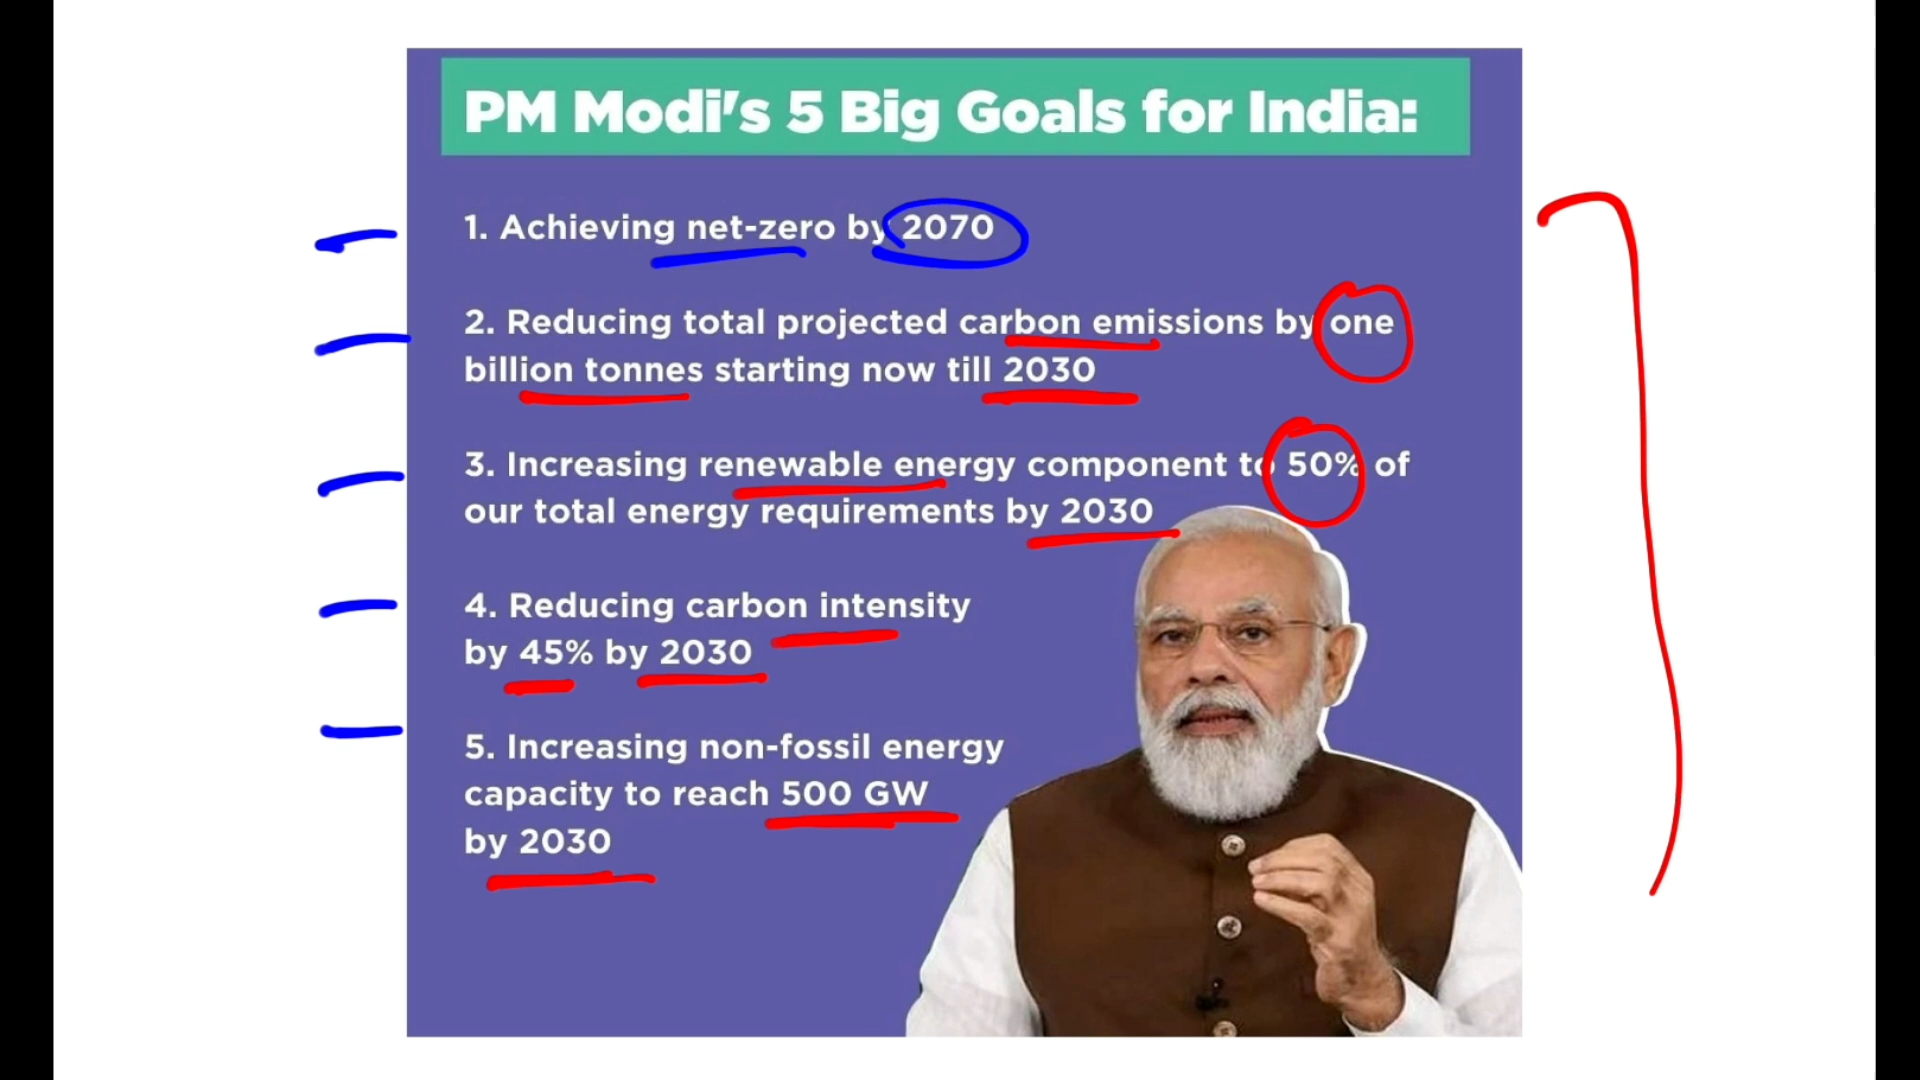 PM Modi's 5 Big Goals for India:
1. Achieving net-zero by 2070
2. Reducing total projected carbon emissions by one
billion tonnes starting now till 2030
3. Increasing renewable energy component to 50% of
our total energy requirements by 2030
4. Reducing carbon intensity
by 45% by 2030
5. Increasing non-fossil energy
capacity to reach 500 GW
by 2030